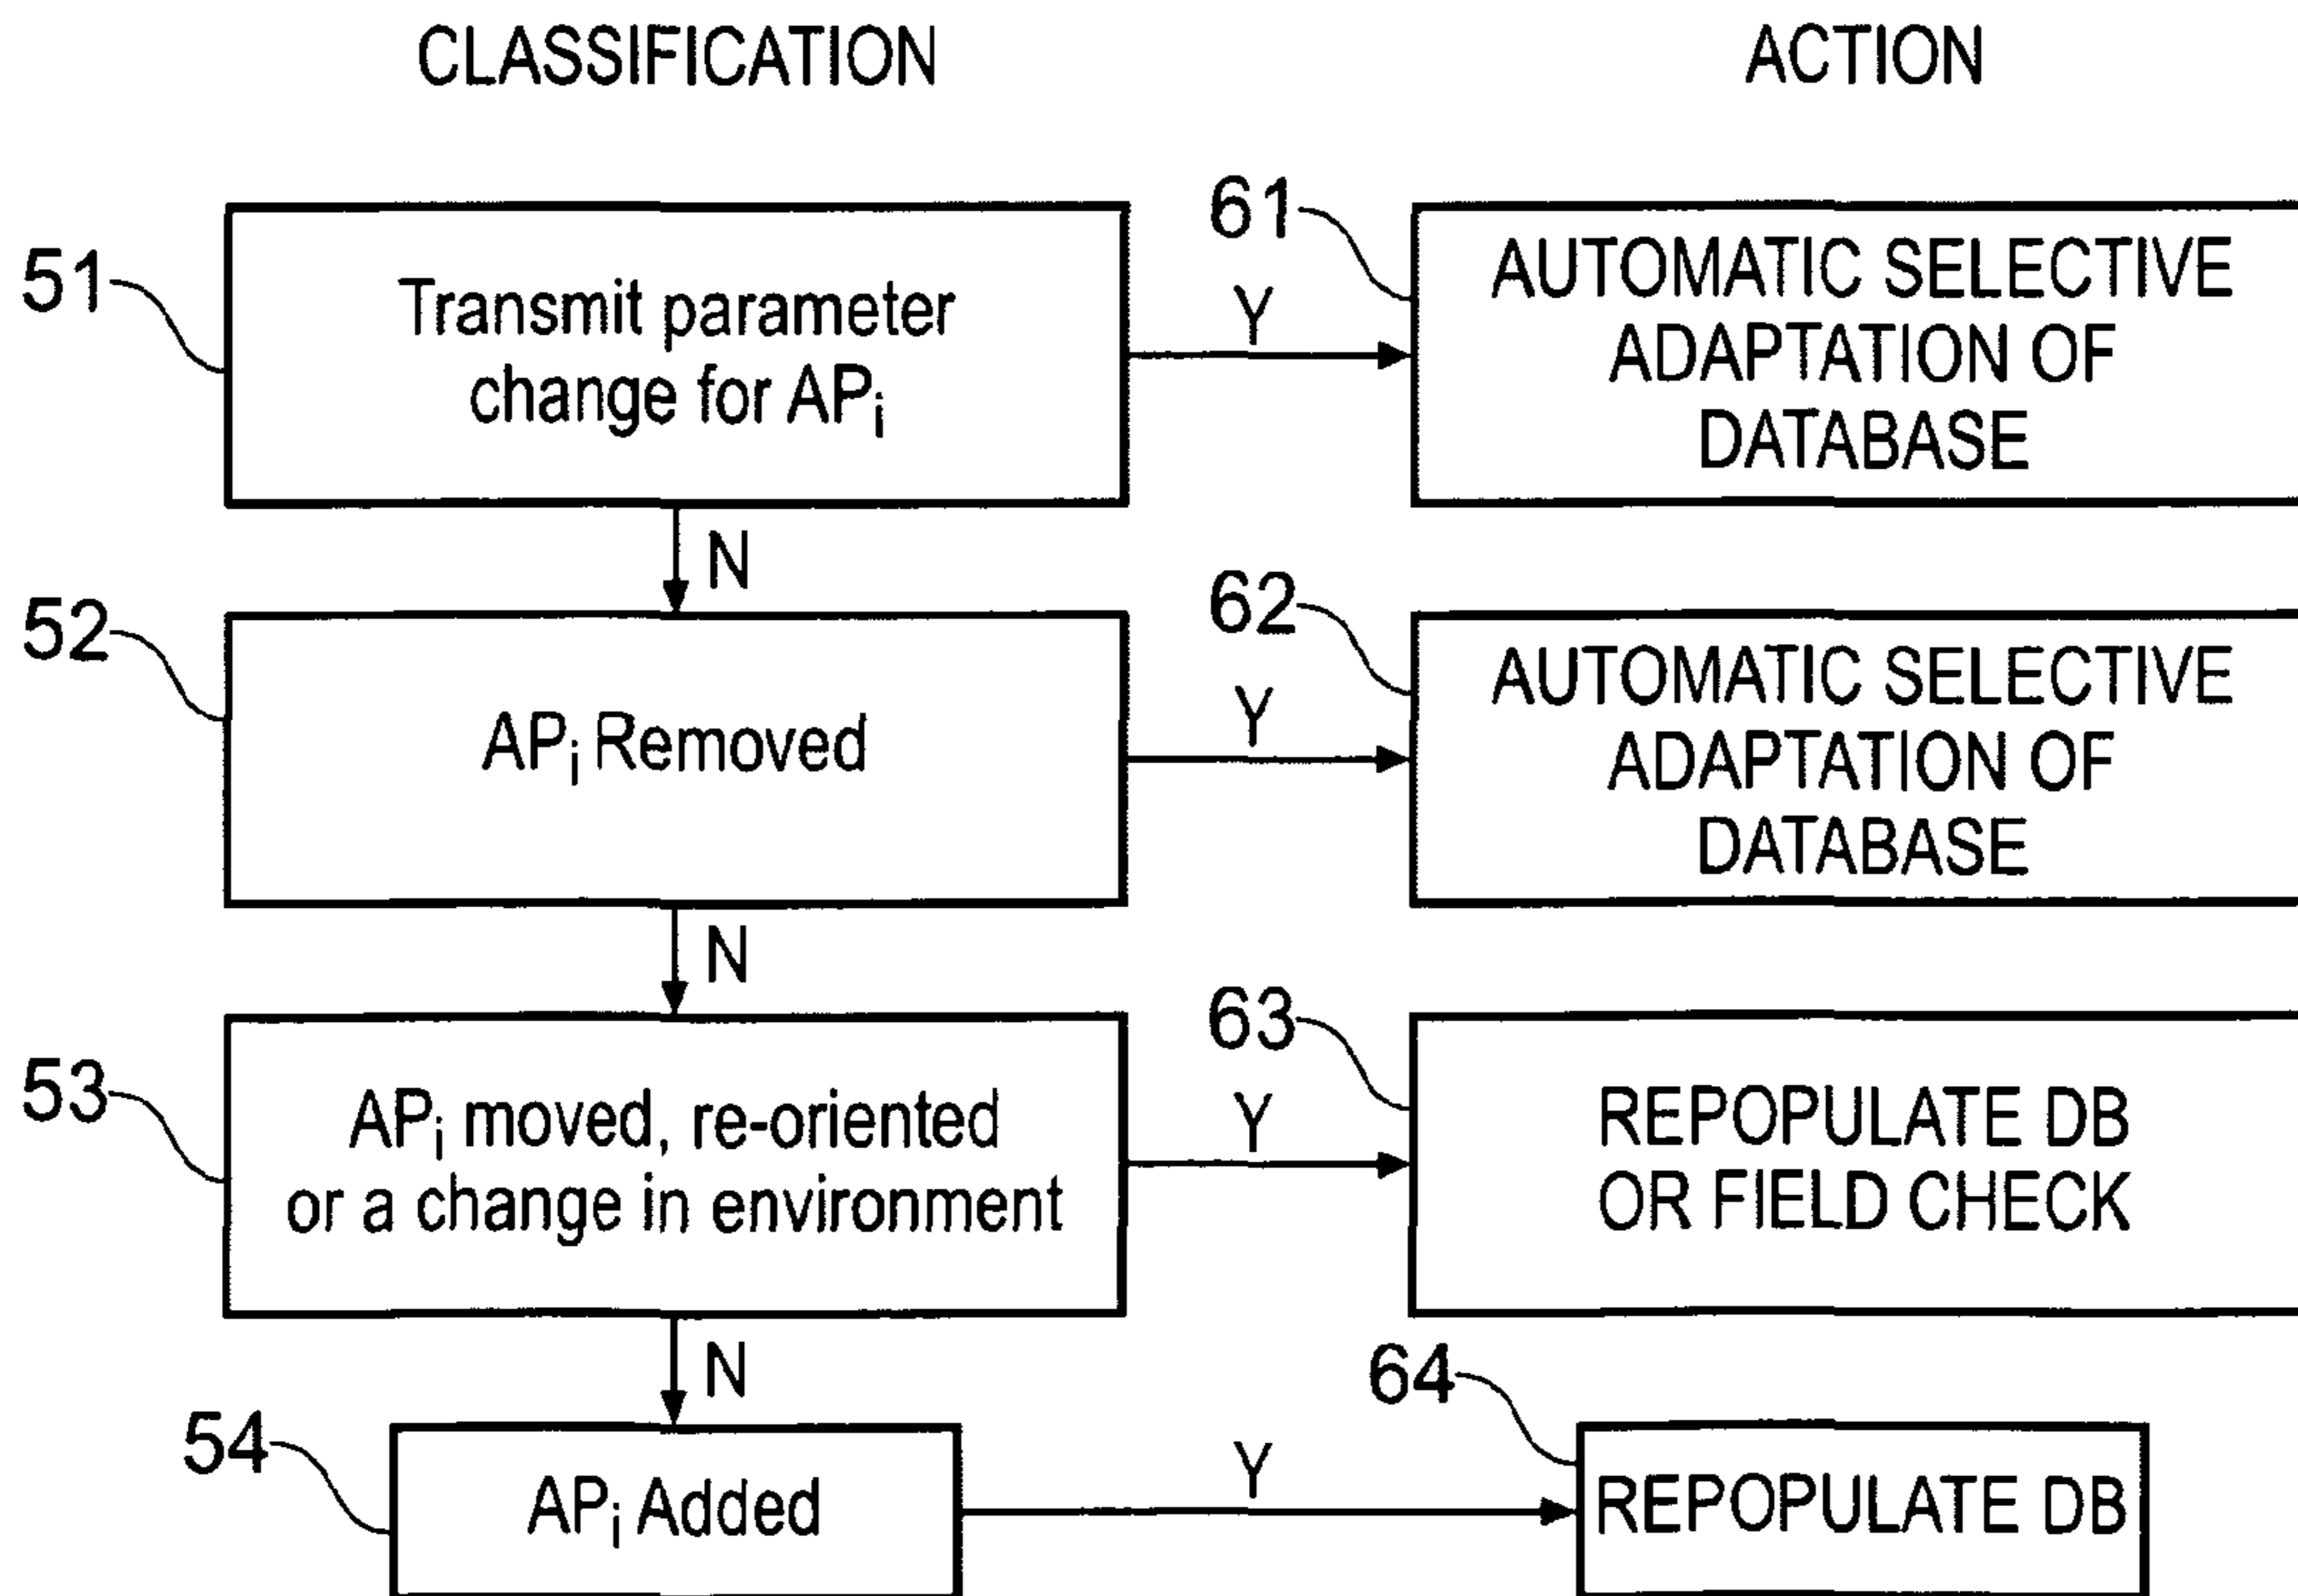 CLASSIFICATION
ACTION
51
Transmit parameter
change for APi
Y
61
AUTOMATIC SELECTIVE
ADAPTATION OF
DATABASE
N
52
APi Removed
Y
62
AUTOMATIC SELECTIVE
ADAPTATION OF
DATABASE
N
53
APi moved, re-oriented
or a change in environment
Y
63
REPOPULATE DB
OR FIELD CHECK
N
54
APi Added
Y
64
REPOPULATE DB